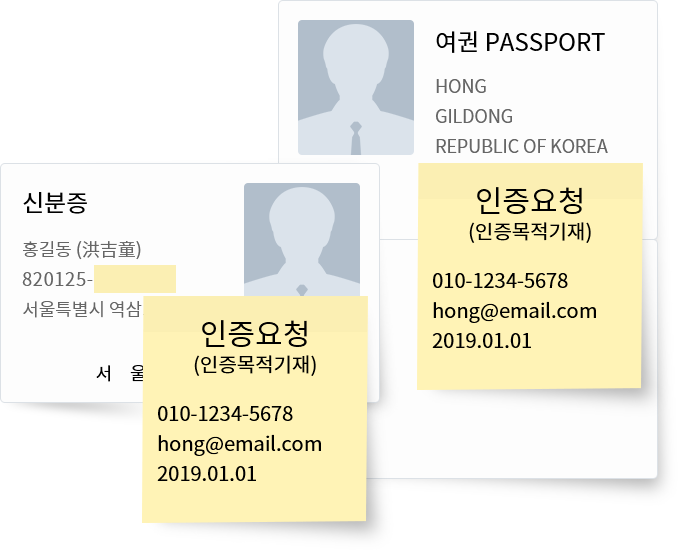 여권 PASSPORT
HONG
GILDONG
REPUBLIC OF KOREA
인증요청
(인증목적기재)
010-1234-5678
hong@email.com
2019.01.01
신분증
홍길동 (洪吉童)
820125-
서울특별시 역삼
서 울
인증요청
(인증목적기재)
010-1234-5678
hong@email.com
2019.01.01